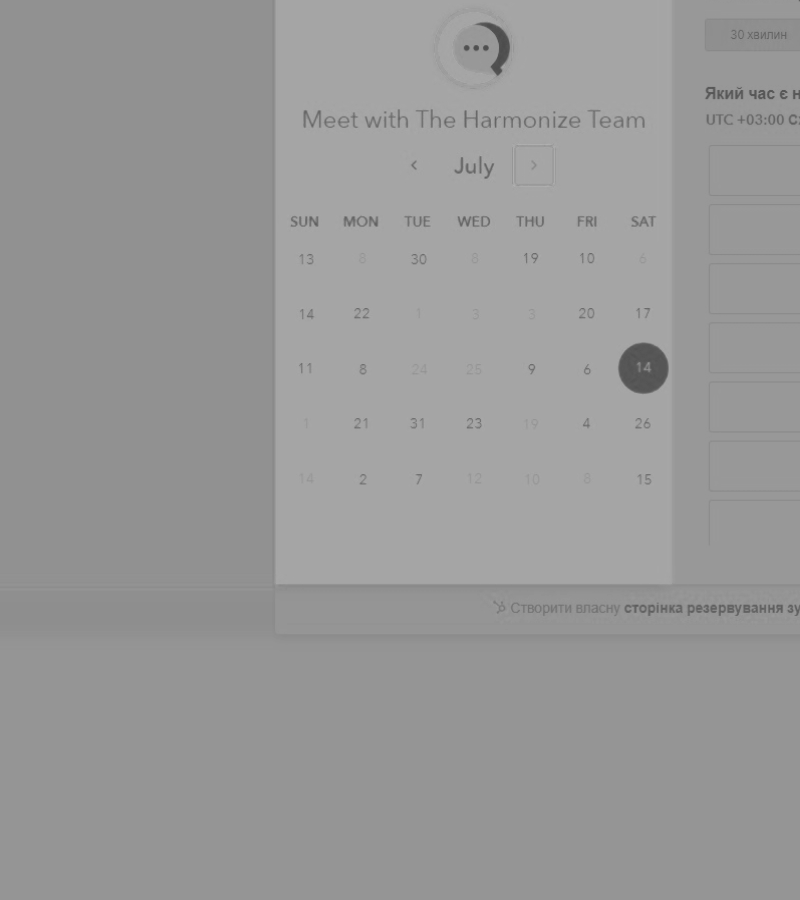 30 хвилин
Meet with The Harmonize Team
Який час є
July
UTC +03:00
SUN MON TUE WED THU FRI SAT
13 8 30 8 19 10 6
14 22 1 3 3 20 17
11 8 24 25 9 6 14
1 21 31 23 19 4 26
14 2 7 12 10 8 15
Створити власну сторінка резервування